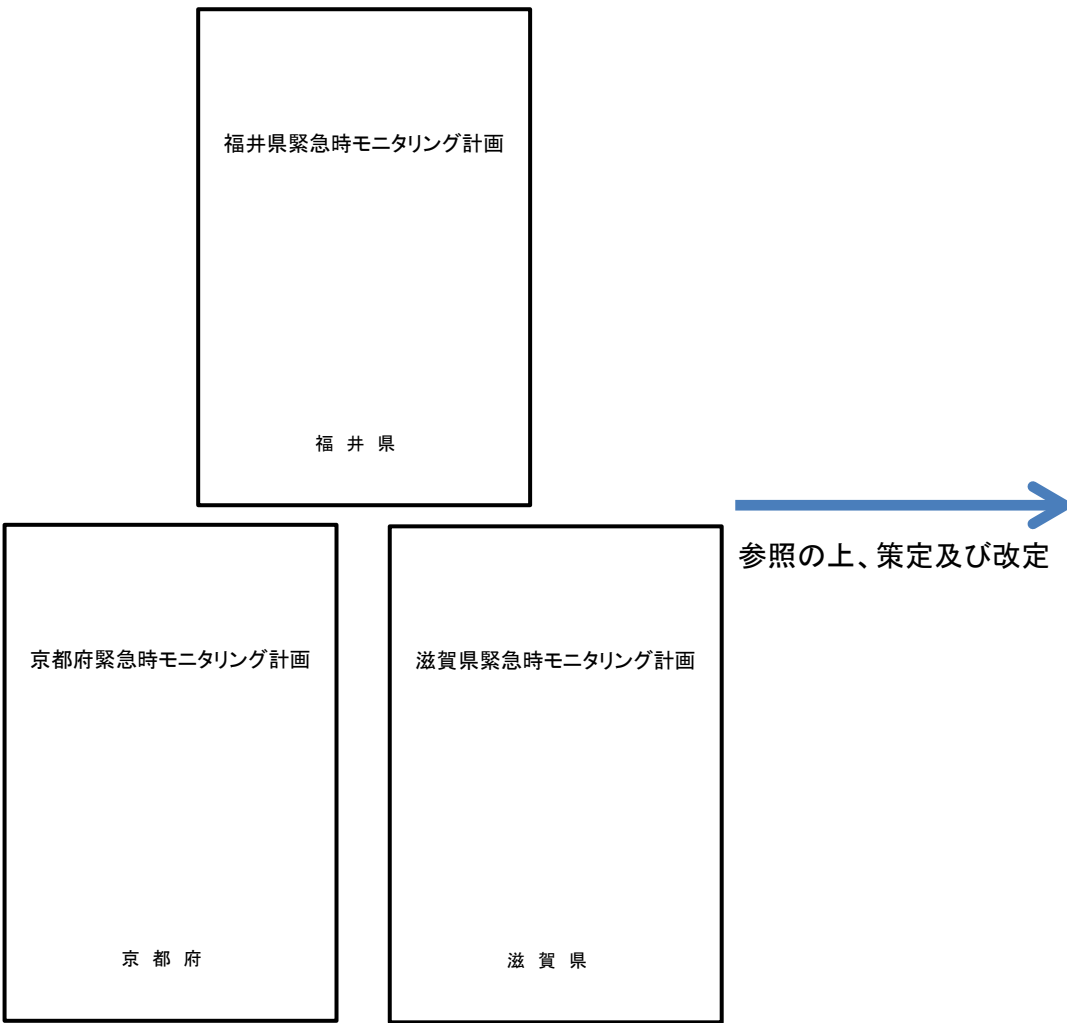 福井県緊急時モニタリング計画
福 井 県
参照の上、策定及び改定
京都府緊急時モニタリング計画
京 都 府
滋賀県緊急時モニタリング計画
滋 賀 県